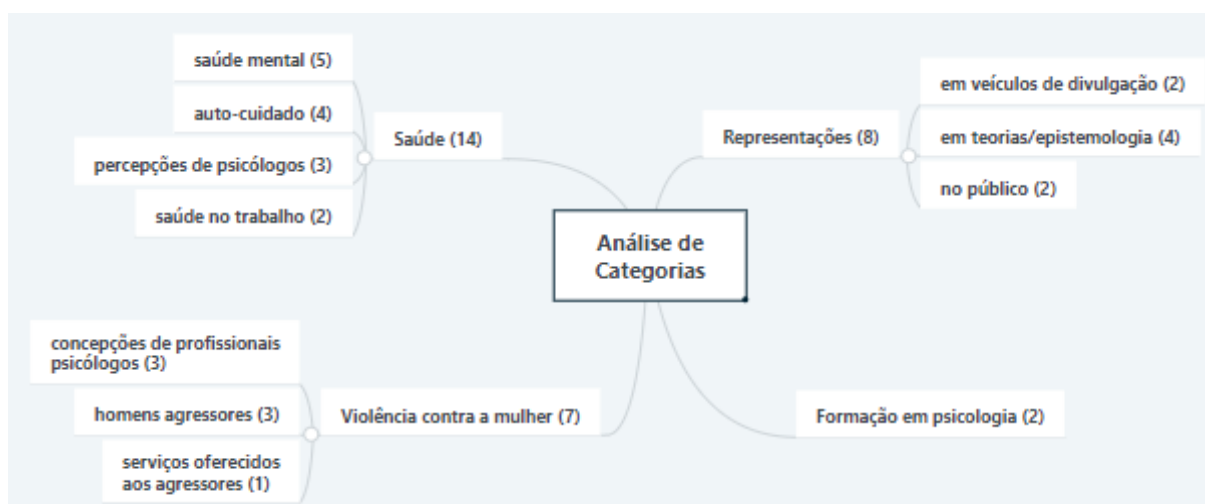 saúde mental (5)
auto-cuidado (4)
percepções de psicólogos (3)
saúde no trabalho (2)
Saúde (14)
Representações (8)
em veículos de divulgação (2)
em teorias/epistemologia (4)
no público (2)
Análise de
Categorias
concepções de profissionais
psicólogos (3)
homens agressores (3)
serviços oferecidos
aos agressores (1)
Violência contra a mulher (7)
Formação em psicologia (2)